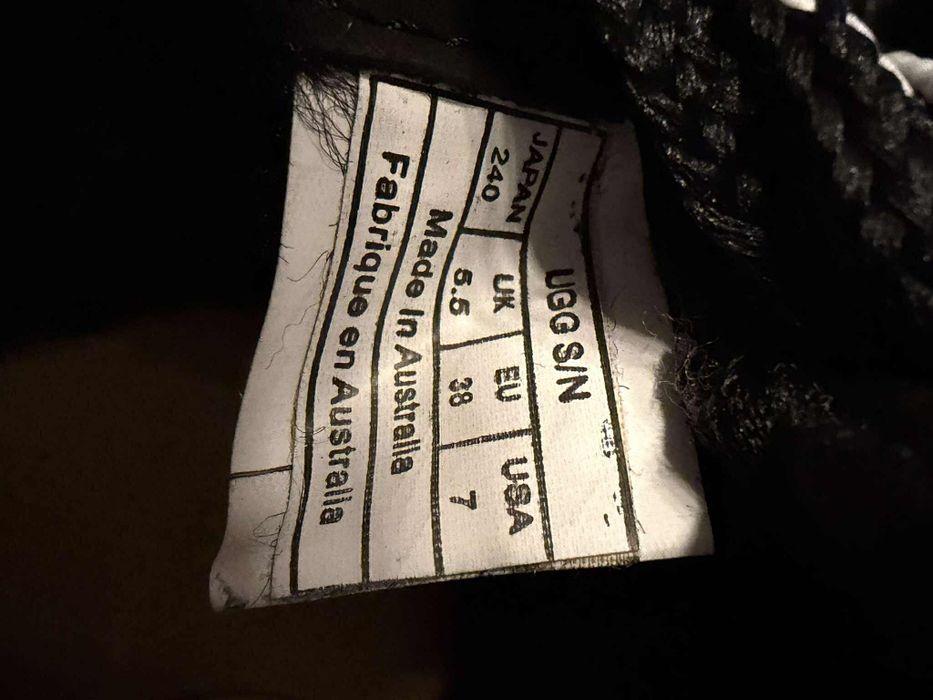 UGG S/N
JAPAN UK EU USA
240 5.5 38 7
Made In Australia
Fabrique en Australia